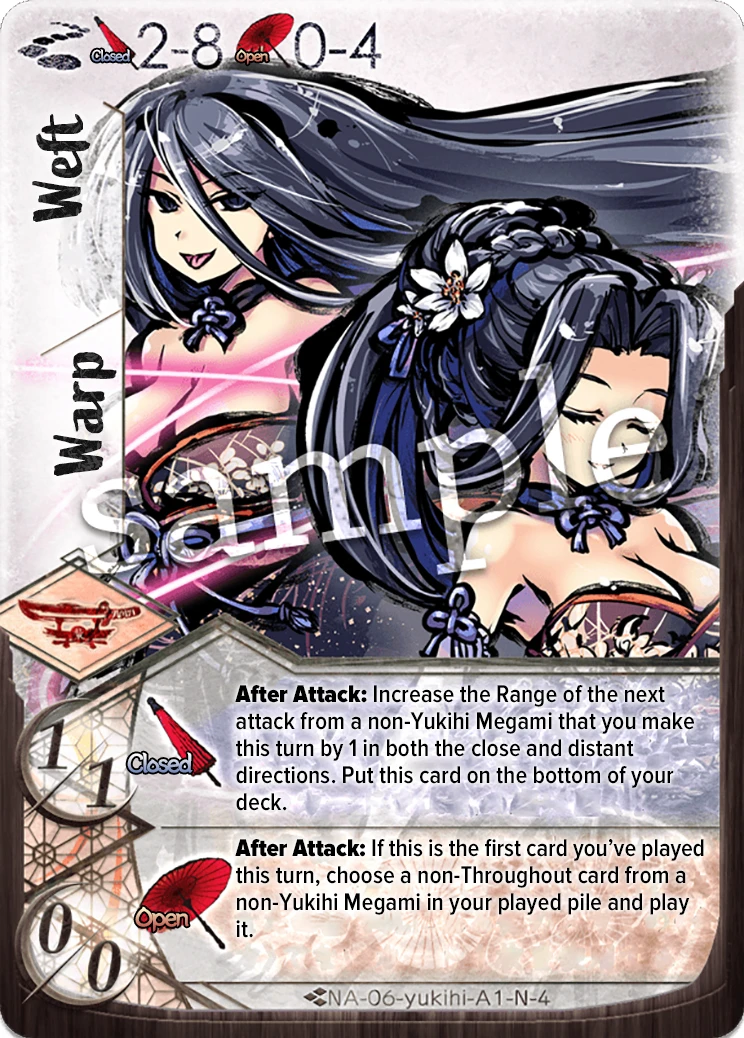 Closed 2-8 Open 0-4
Weft
Warp
sample
After Attack: Increase the Range of the next
attack from a non-Yukihi Megami that you make
this turn by 1 in both the close and distant
directions. Put this card on the bottom of your
deck.
Closed
1
1
After Attack: If this is the first card you’ve played
this turn, choose a non-Throughout card from a
non-Yukihi Megami in your played pile and play
it.
Open
0
0
NA-06-yukihi-A1-N-4